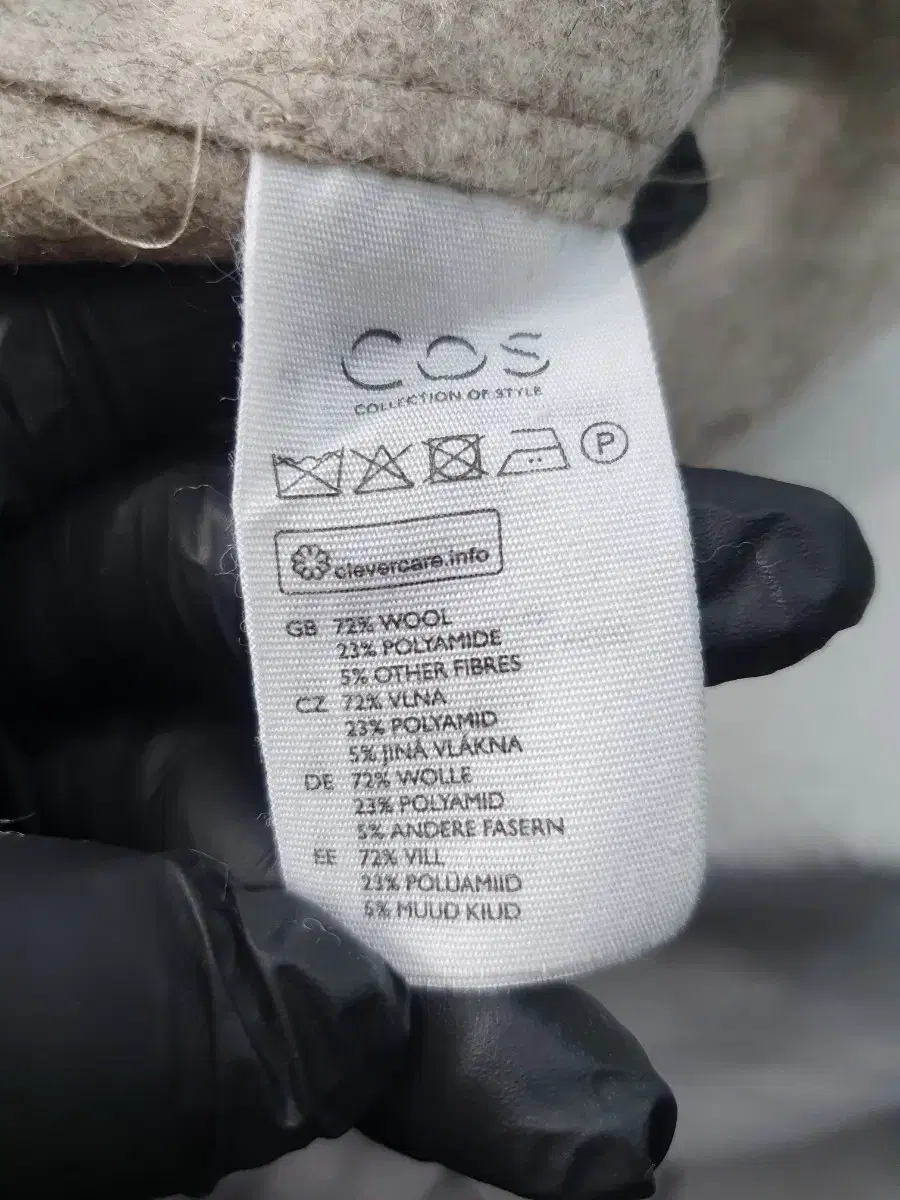 COS
COLLECTION OF STYLE
P
clevercare.info
GB 72% WOOL
23% POLYAMIDE
5% OTHER FIBRES
CZ 72% VLNA
23% POLYAMID
5% JINÁ VLÁKNA
DE 72% WOLLE
23% POLYAMID
5% ANDERE FASERN
EE 72% VILL
23% POLÜAMIID
5% MUUD KIUD